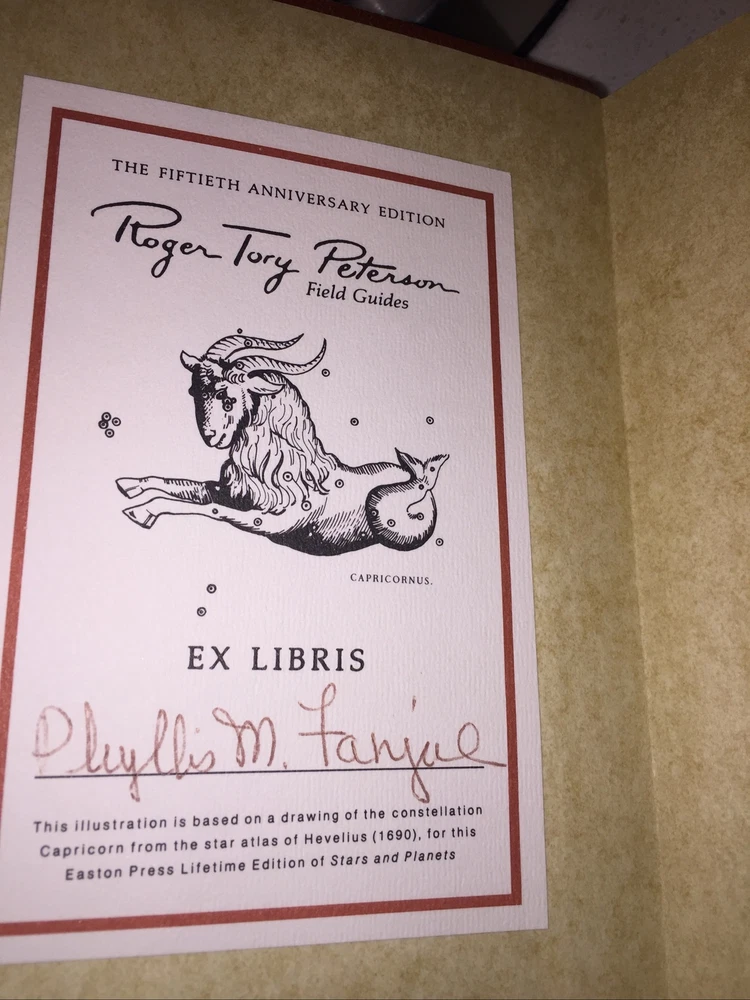 THE FIFTIETH ANNIVERSARY EDITION
Roger Tory Peterson
Field Guides
CAPRICORNUS.
EX LIBRIS
Phyllis M. Fanjul
This illustration is based on a drawing of the constellation
Capricorn from the star atlas of Hevelius (1690), for this
Easton Press Lifetime Edition of Stars and Planets